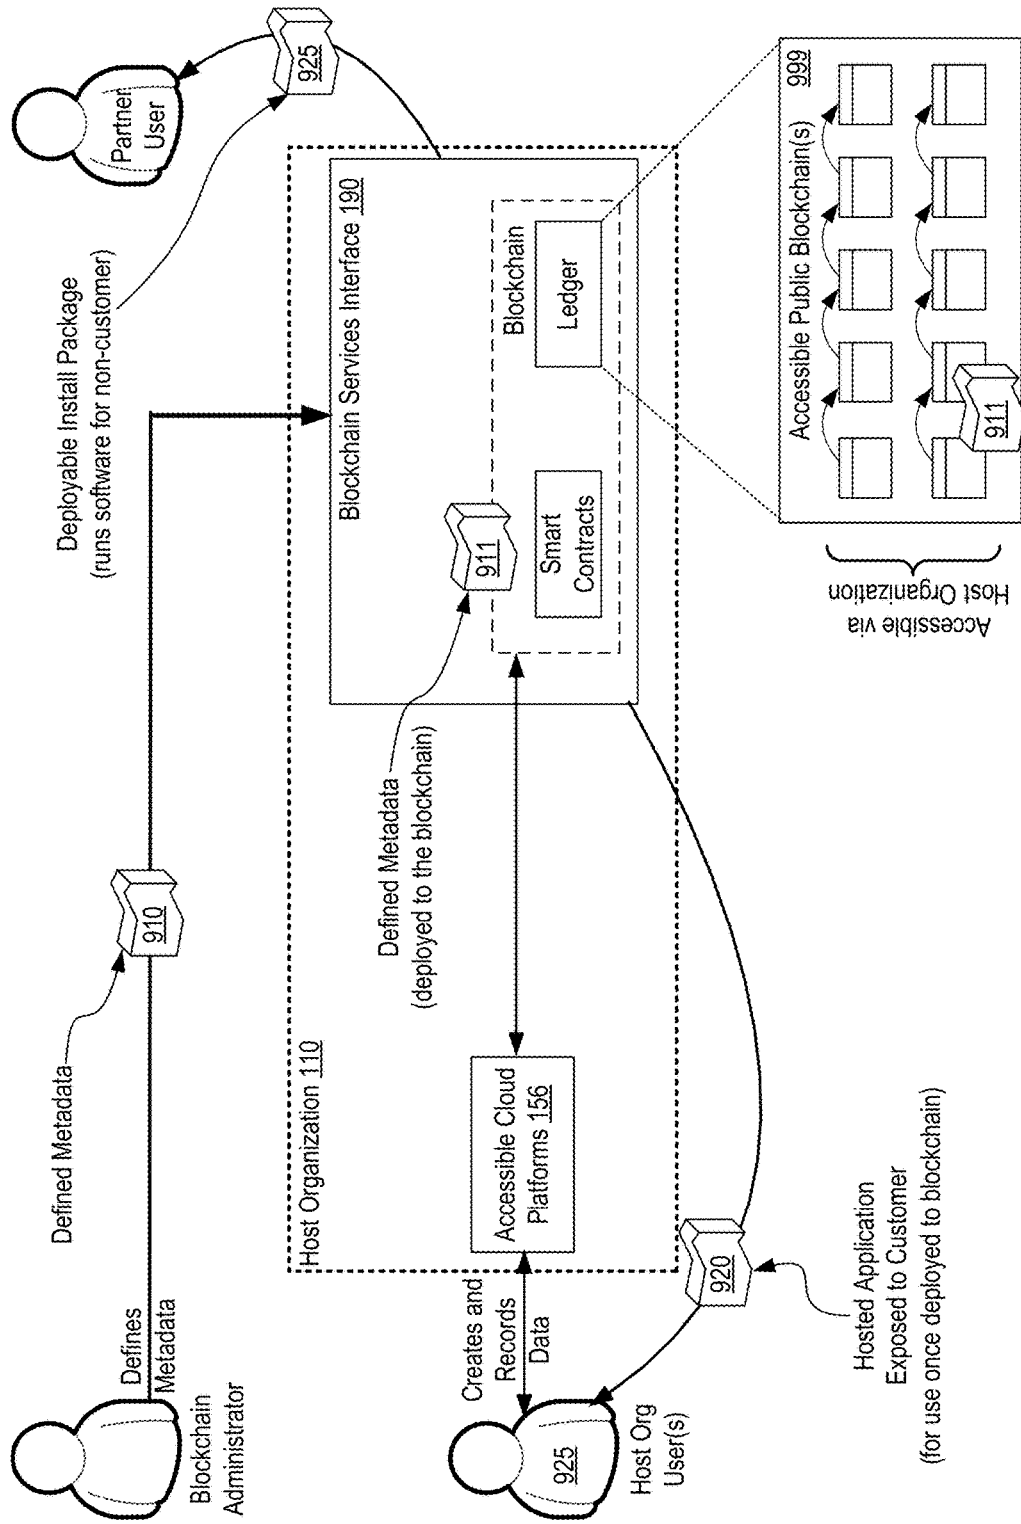 Blockchain
Administrator
Defines
Metadata
Defined Metadata
910
Deployable Install Package
(runs software for non-customer)
925
Partner
User
Host Organization 110
Blockchain Services Interface 190
Defined Metadata
(deployed to the blockchain)
911
Blockchain
Smart
Contracts
Ledger
Accessible Cloud
Platforms 156
Creates and
Records
Data
925
Host Org
User(s)
920
Hosted Application
Exposed to Customer
(for use once deployed to blockchain)
Accessible Public Blockchain(s)
999
911
Accessible via
Host Organization